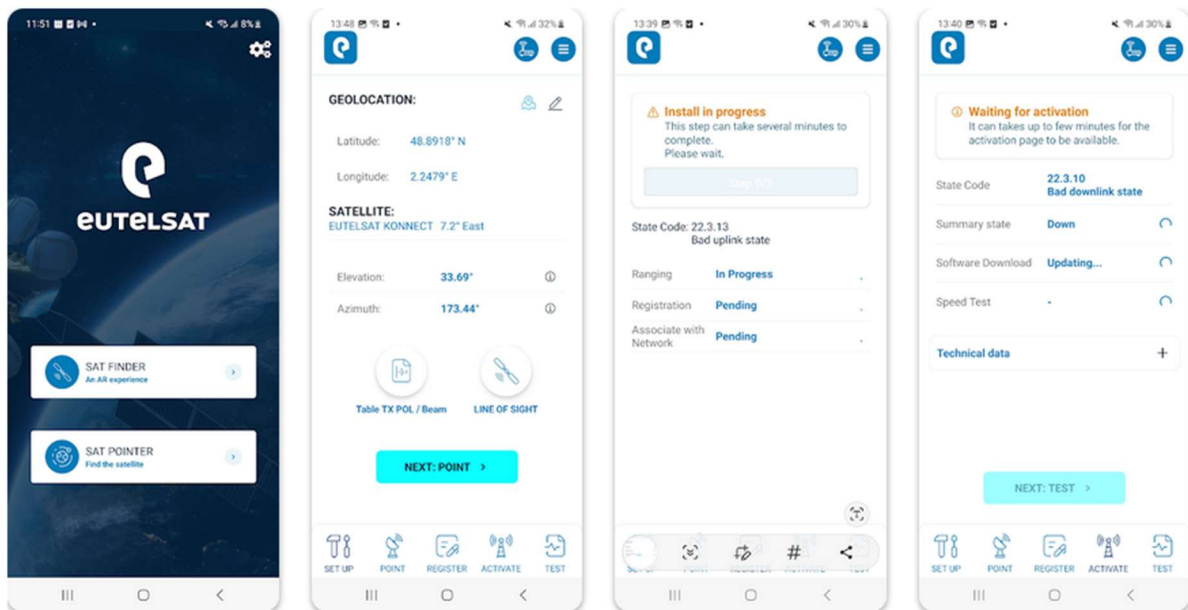 11:51
8%
eutelsat
SAT FINDER
An AR experience
SAT POINTER
Find the satellite
13:48
32%
GEOLOCATION:
Latitude: 48.8918° N
Longitude: 2.2479° E
SATELLITE:
EUTELSAT KONNECT 7.2° East
Elevation: 33.69°
Azimuth: 173.44°
Table TX POL / Beam
LINE OF SIGHT
NEXT: POINT >
SET UP
POINT
REGISTER
ACTIVATE
TEST
13:39
30%
Install in progress
This step can take several minutes to
complete.
Please wait.
State Code: 22.3.13
Bad uplink state
Ranging In Progress
Registration Pending
Associate with
Network
Pending
#
13:40
30%
Waiting for activation
It can takes up to few minutes for the
activation page to be available.
State Code
22.3.10
Bad downlink state
Summary state Down
Software Download Updating...
Speed Test -
Technical data +
NEXT: TEST >
SET UP
POINT
REGISTER
ACTIVATE
TEST